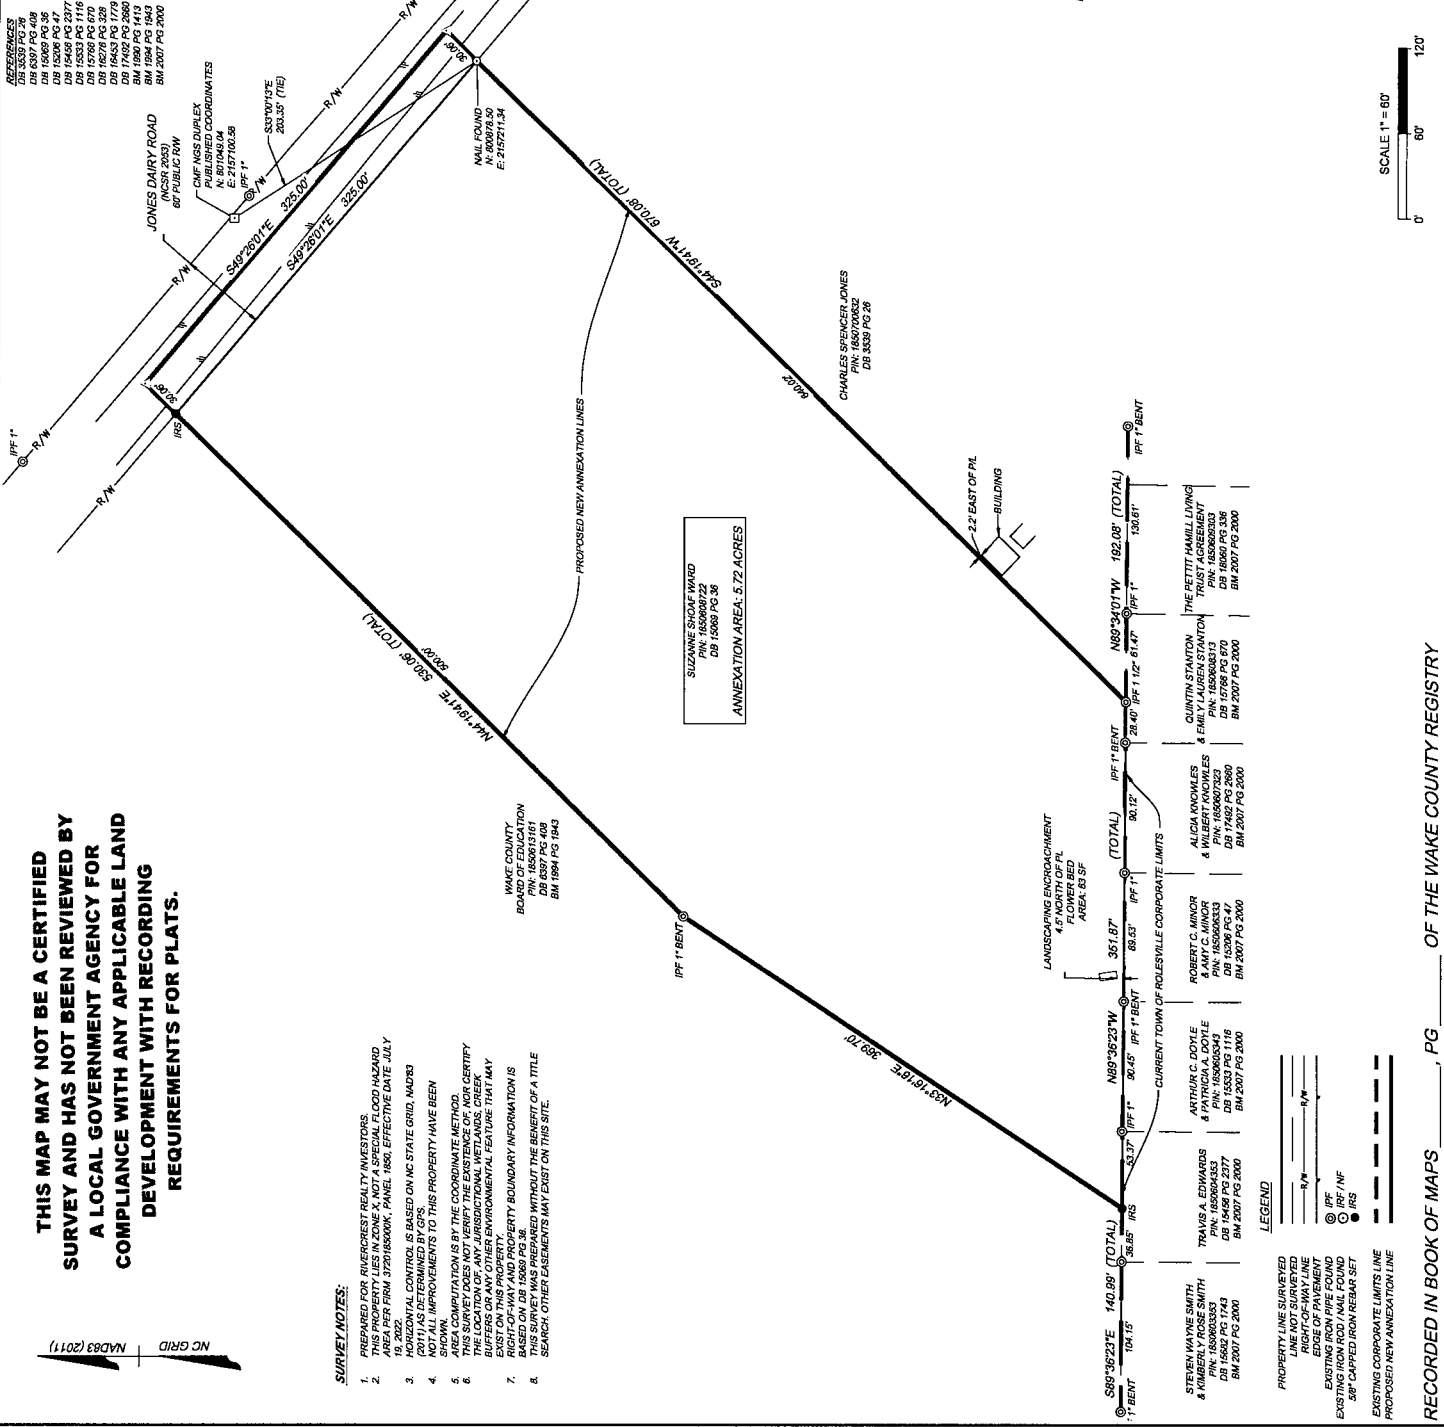 REFERENCES
DB 3539 PG 26
DB 6397 PG 408
DB 15069 PG 36
DB 15206 PG 47
DB 15456 PG 2377
DB 15533 PG 1116
DB 15766 PG 670
DB 16276 PG 328
DB 16453 PG 1779
DB 17492 PG 2660
BM 1990 PG 1413
BM 1994 PG 1943
BM 2007 PG 2000
THIS MAP MAY NOT BE A CERTIFIED
SURVEY AND HAS NOT BEEN REVIEWED BY
A LOCAL GOVERNMENT AGENCY FOR
COMPLIANCE WITH ANY APPLICABLE LAND
DEVELOPMENT WITH RECORDING
REQUIREMENTS FOR PLATS.
NC GRID
NAD83 (2011)
SURVEY NOTES:
1. PREPARED FOR RIVERCREST REALTY INVESTORS.
2. THIS PROPERTY LIES IN ZONE X, NOT A SPECIAL FLOOD HAZARD
AREA PER FIRM 3720185000K, PANEL 1850, EFFECTIVE DATE JULY
19, 2022.
3. HORIZONTAL CONTROL IS BASED ON NC STATE GRID, NAD'83
(2011) AS DETERMINED BY GPS.
4. NOT ALL IMPROVEMENTS TO THIS PROPERTY HAVE BEEN
SHOWN.
5. AREA COMPUTATION IS BY THE COORDINATE METHOD.
6. THIS SURVEY DOES NOT VERIFY THE EXISTENCE OF, NOR CERTIFY
THE LOCATION OF, ANY JURISDICTIONAL WETLANDS, CREEK
BUFFERS OR ANY OTHER ENVIRONMENTAL FEATURE THAT MAY
EXIST ON THIS PROPERTY.
7. RIGHT-OF-WAY AND PROPERTY BOUNDARY INFORMATION IS
BASED ON DB 15069 PG 36.
8. THIS SURVEY WAS PREPARED WITHOUT THE BENEFIT OF A TITLE
SEARCH. OTHER EASEMENTS MAY EXIST ON THIS SITE.
IPF 1"
R/W
R/W
R/W
R/W
R/W
R/W
JONES DAIRY ROAD
(NCSR 2053)
60' PUBLIC R/W
CMF NGS DUPLEX
PUBLISHED COORDINATES
N: 801049.04
E: 2157100.58
IPF 1"
S33°00'13"E
203.35' (TIE)
S49°26'01"E 325.00'
S49°26'01"E 325.00'
30.06'
30.06'
IRS
NAIL FOUND
N: 800878.50
E: 2157211.34
S44°19'41"W 670.08' (TOTAL)
640.02'
N44°19'41"E 530.06' (TOTAL)
500.00'
PROPOSED NEW ANNEXATION LINES
WAKE COUNTY
BOARD OF EDUCATION
PIN: 1850613161
DB 6397 PG 408
BM 1994 PG 1943
SUZANNE SHOAF WARD
PIN: 1850608722
DB 15069 PG 36
ANNEXATION AREA: 5.72 ACRES
CHARLES SPENCER JONES
PIN: 1850700632
DB 3539 PG 26
2.2' EAST OF P/L
BUILDING
IPF 1" BENT
N33°16'16"E 369.70'
LANDSCAPING ENCROACHMENT
4.5' NORTH OF PL
FLOWER BED
AREA: 63 SF
S89°36'23"E 140.99' (TOTAL)
1" BENT
104.15'
36.85'
IRS
53.37'
IPF 1"
N89°36'23"W 351.87' (TOTAL)
90.45'
IPF 1" BENT
89.53'
IPF 1"
90.12'
IPF 1" BENT
28.40'
IPF 1 1/2"
N89°34'01"W 192.08' (TOTAL)
61.47'
IPF 1"
130.61'
IPF 1" BENT
CURRENT TOWN OF ROLESVILLE CORPORATE LIMITS
STEVEN WAYNE SMITH
& KIMBERLY ROSE SMITH
PIN: 1850603353
DB 15682 PG 1743
BM 2007 PG 2000
TRAVIS A. EDWARDS
PIN: 1850604353
DB 15456 PG 2377
BM 2007 PG 2000
ARTHUR C. DOYLE
& PATRICIA A. DOYLE
PIN: 1850605343
DB 15533 PG 1116
BM 2007 PG 2000
ROBERT C. MINOR
& AMY C. MINOR
PIN: 1850606333
DB 15206 PG 47
BM 2007 PG 2000
ALICIA KNOWLES
& WILBERT KNOWLES
PIN: 1850607323
DB 17492 PG 2660
BM 2007 PG 2000
QUINTIN STANTON
& EMILY LAUREN STANTON
PIN: 1850608313
DB 15766 PG 670
BM 2007 PG 2000
THE PETTIT HAMILL LIVING
TRUST AGREEMENT
PIN: 1850609303
DB 18060 PG 336
BM 2007 PG 2000
LEGEND
PROPERTY LINE SURVEYED
LINE NOT SURVEYED
RIGHT-OF-WAY LINE
R/W
R/W
EDGE OF PAVEMENT
EXISTING IRON PIPE FOUND
IPF
EXISTING IRON ROD / NAIL FOUND
IRF / NF
5/8" CAPPED IRON REBAR SET
IRS
EXISTING CORPORATE LIMITS LINE
PROPOSED NEW ANNEXATION LINE
SCALE 1" = 60'
0' 60' 120'
RECORDED IN BOOK OF MAPS ______, PG ______ OF THE WAKE COUNTY REGISTRY